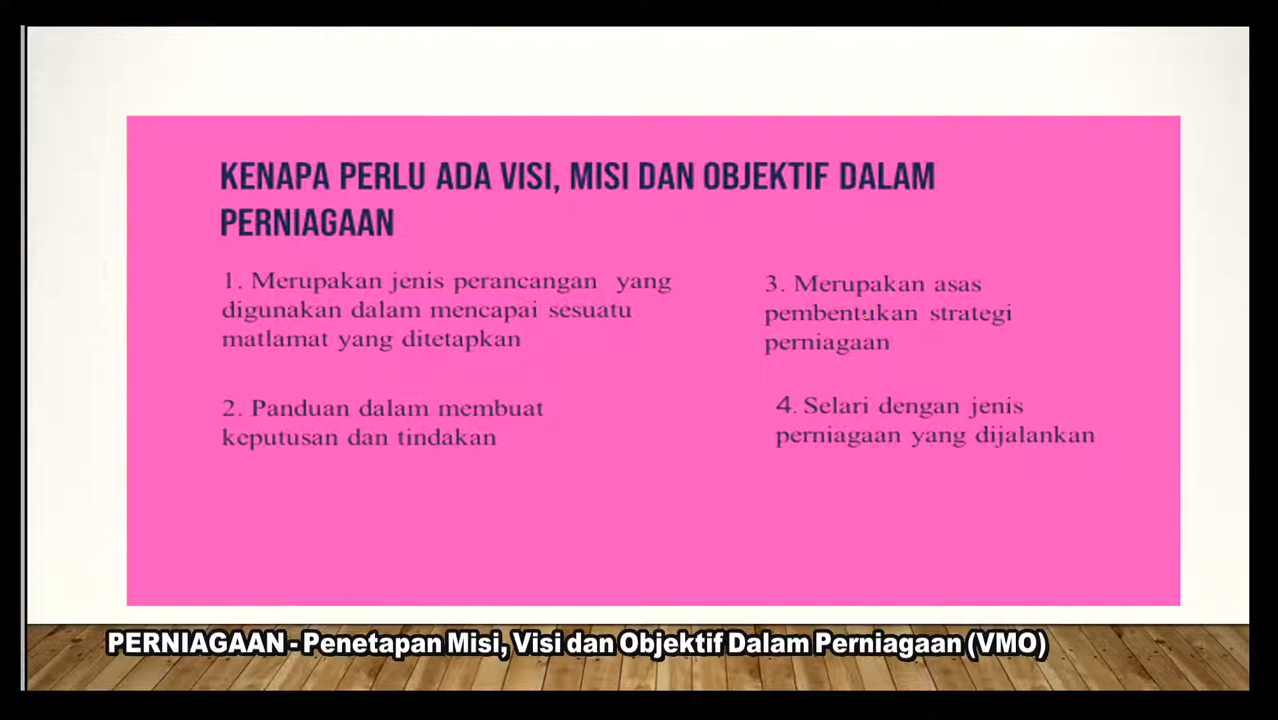 KENAPA PERLU ADA VISI, MISI DAN OBJEKTIF DALAM
PERNIAGAAN
1. Merupakan jenis perancangan yang
digunakan dalam mencapai sesuatu
matlamat yang ditetapkan
2. Panduan dalam membuat
keputusan dan tindakan
3. Merupakan asas
pembentukan strategi
perniagaan
4. Selari dengan jenis
perniagaan yang dijalankan
PERNIAGAAN - Penetapan Misi, Visi dan Objektif Dalam Perniagaan (VMO)